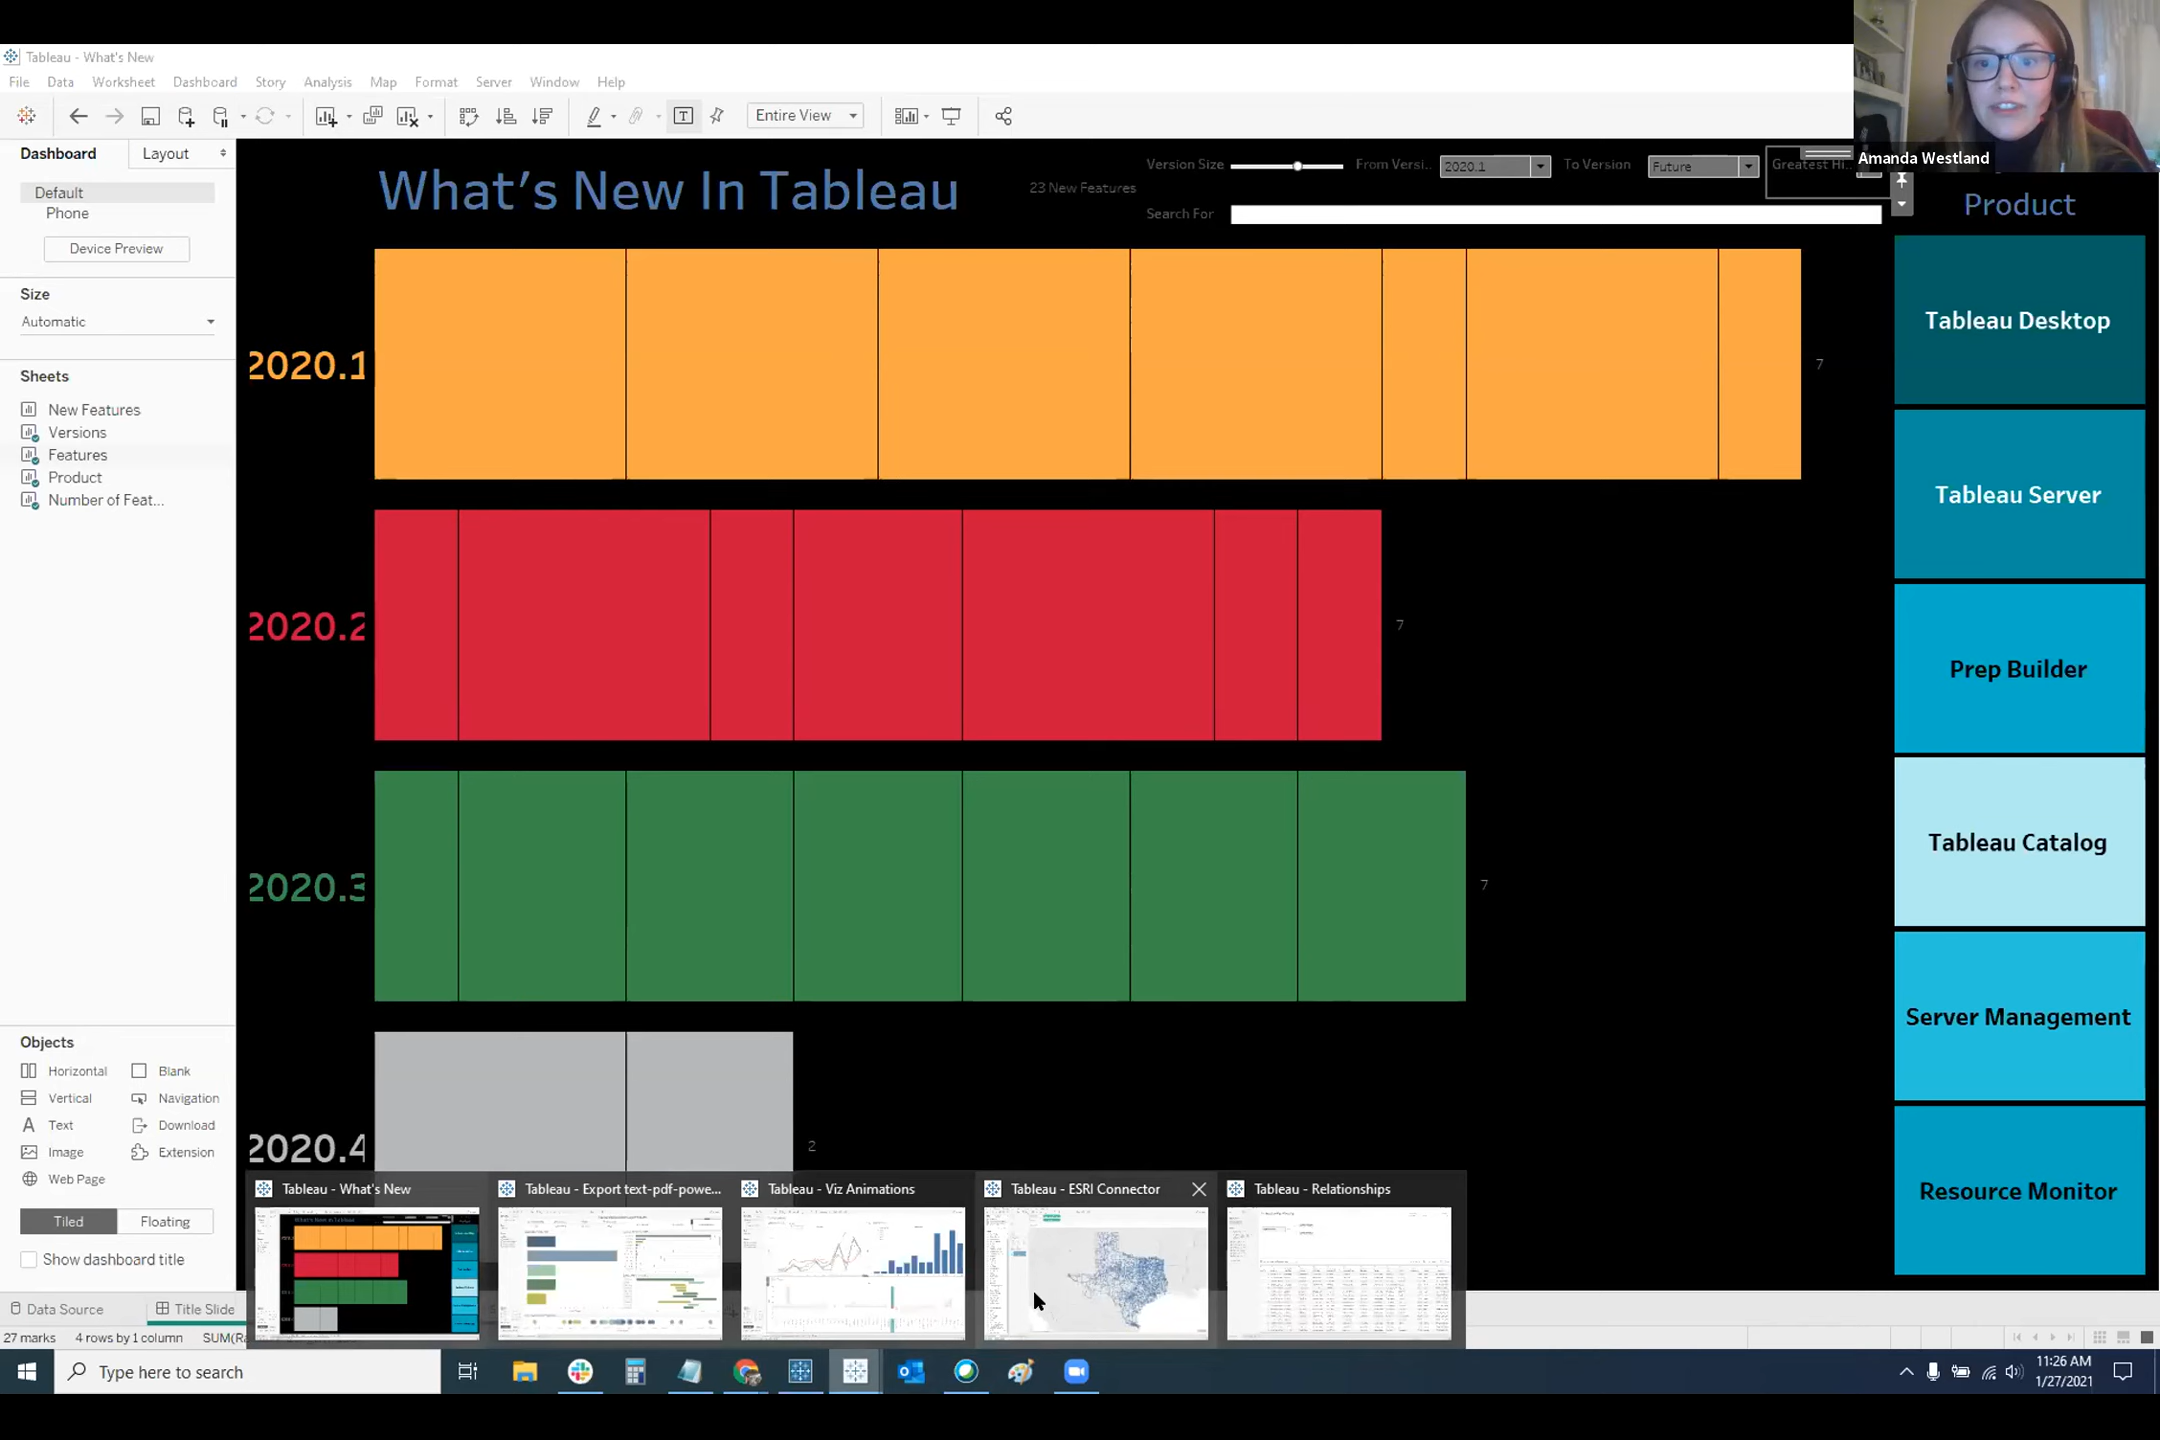 Tableau - What's New
File Data Worksheet Dashboard Story Analysis Map Format Server Window Help
Entire View
Amanda Westland
Dashboard Layout
Default
Phone
Device Preview
Size
Automatic
Sheets
New Features
Versions
Features
Product
Number of Feat...
What's New In Tableau
23 New Features
Version Size
From Versi..
2020.1
To Version
Future
Greatest Hi..
Search For
2020.1
7
2020.2
7
2020.3
7
2020.4
2
Product
Tableau Desktop
Tableau Server
Prep Builder
Tableau Catalog
Server Management
Resource Monitor
Objects
Horizontal Blank
Vertical Navigation
Text Download
Image Extension
Web Page
Tiled Floating
Show dashboard title
Tableau - What's New
Tableau - Export text-pdf-powe...
Tableau - Viz Animations
Tableau - ESRI Connector
Tableau - Relationships
Data Source Title Slide
27 marks 4 rows by 1 column
Type here to search
11:26 AM
1/27/2021